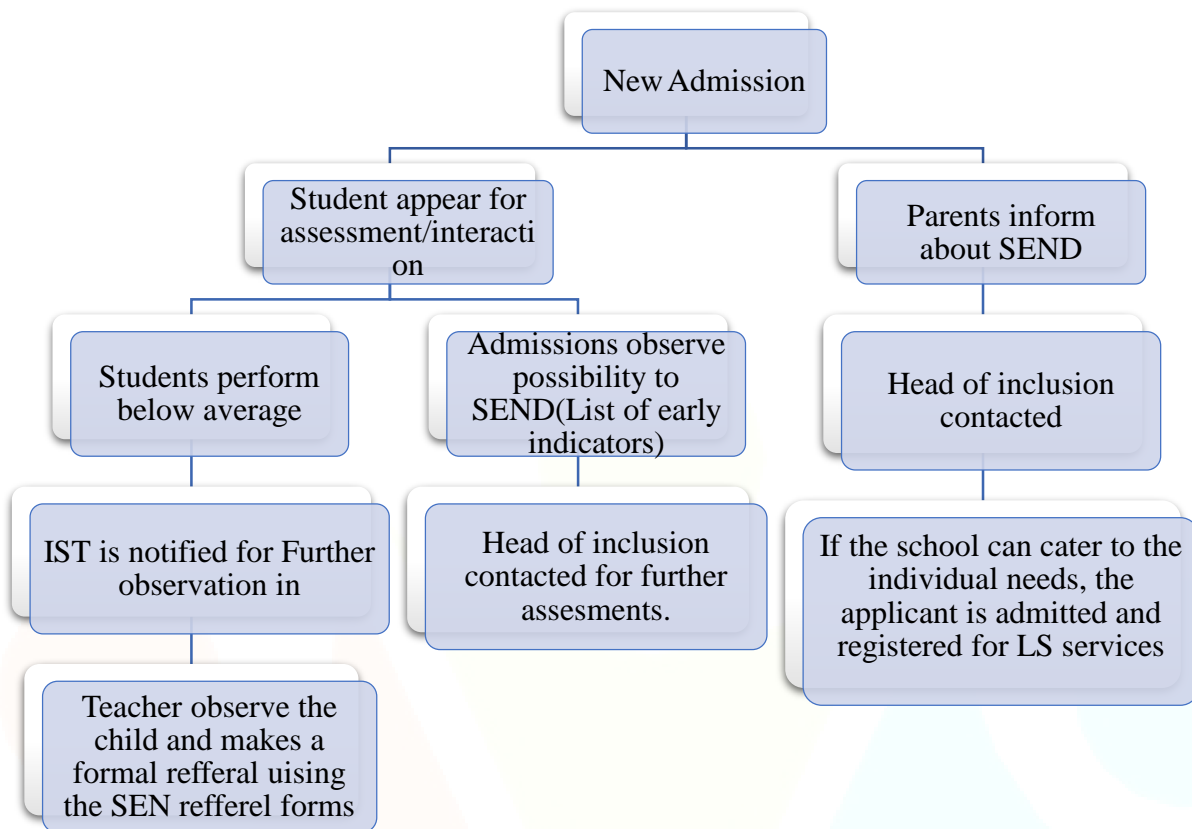 New Admission
Student appear for
assessment/interacti
on
Parents inform
about SEND
Students perform
below average
Admissions observe
possibility to
SEND(List of early
indicators)
Head of inclusion
contacted
IST is notified for Further
observation in
Head of inclusion
contacted for further
assesments.
If the school can cater to the
individual needs, the
applicant is admitted and
registered for LS services
Teacher observe the
child and makes a
formal refferal uising
the SEN refferel forms